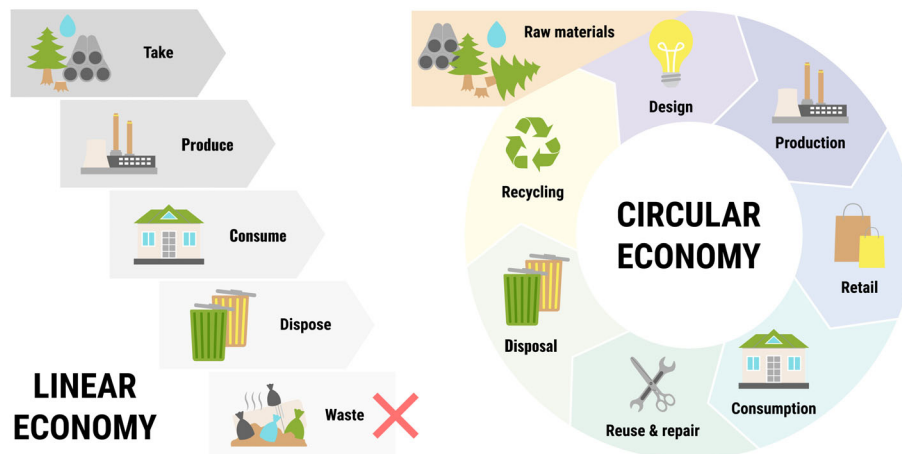 Take
Produce
Consume
Dispose
Waste
LINEAR
ECONOMY
Raw materials
Design
Production
Retail
Consumption
Reuse & repair
Disposal
Recycling
CIRCULAR
ECONOMY